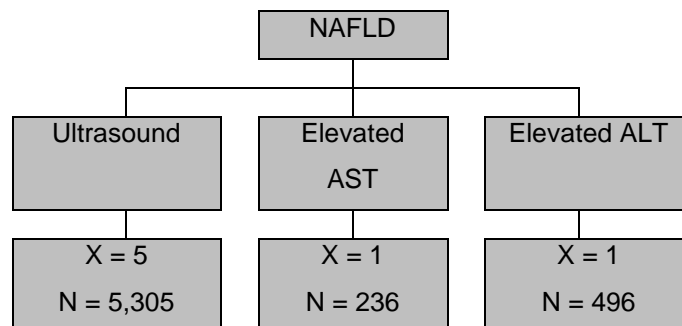 NAFLD
Ultrasound
Elevated
AST
Elevated ALT
X = 5
N = 5,305
X = 1
N = 236
X = 1
N = 496